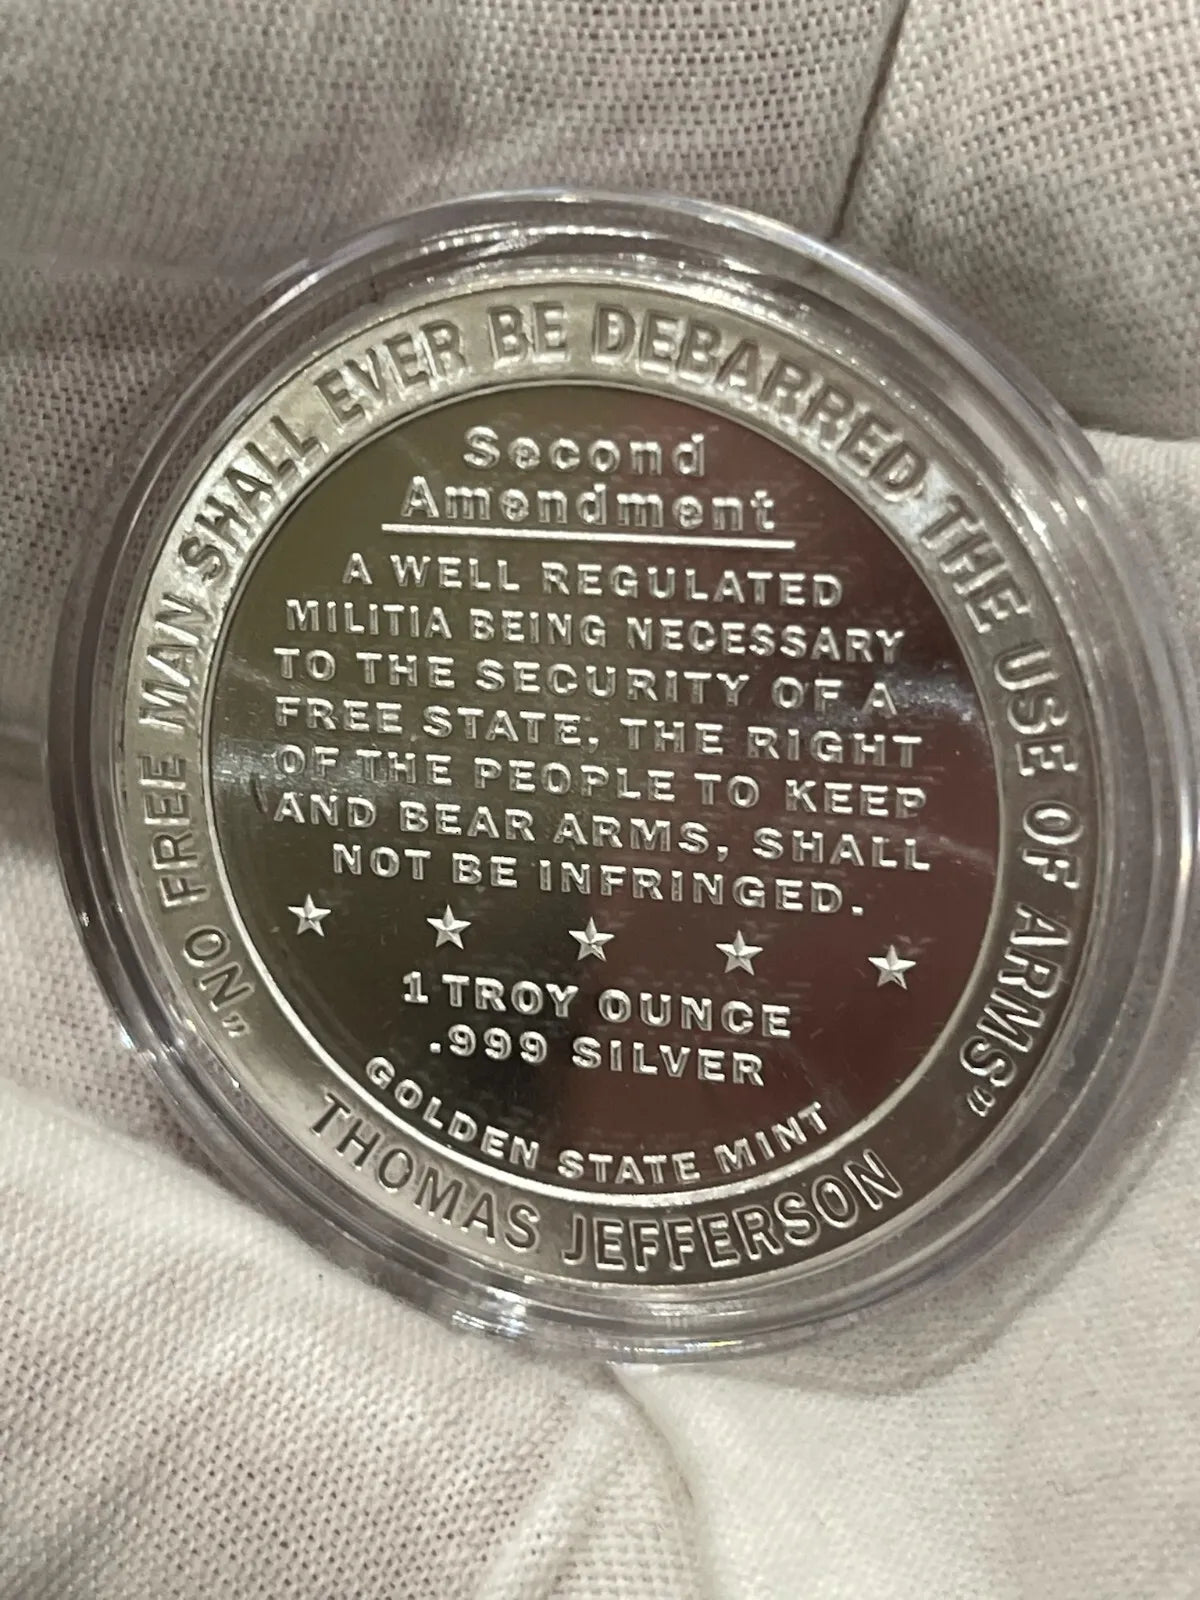 "NO FREE MAN SHALL EVER BE DEBARRED THE USE OF ARMS"
Second
Amendment
A WELL REGULATED
MILITIA BEING NECESSARY
TO THE SECURITY OF A
FREE STATE, THE RIGHT
OF THE PEOPLE TO KEEP
AND BEAR ARMS, SHALL
NOT BE INFRINGED.
1 TROY OUNCE
.999 SILVER
GOLDEN STATE MINT
THOMAS JEFFERSON